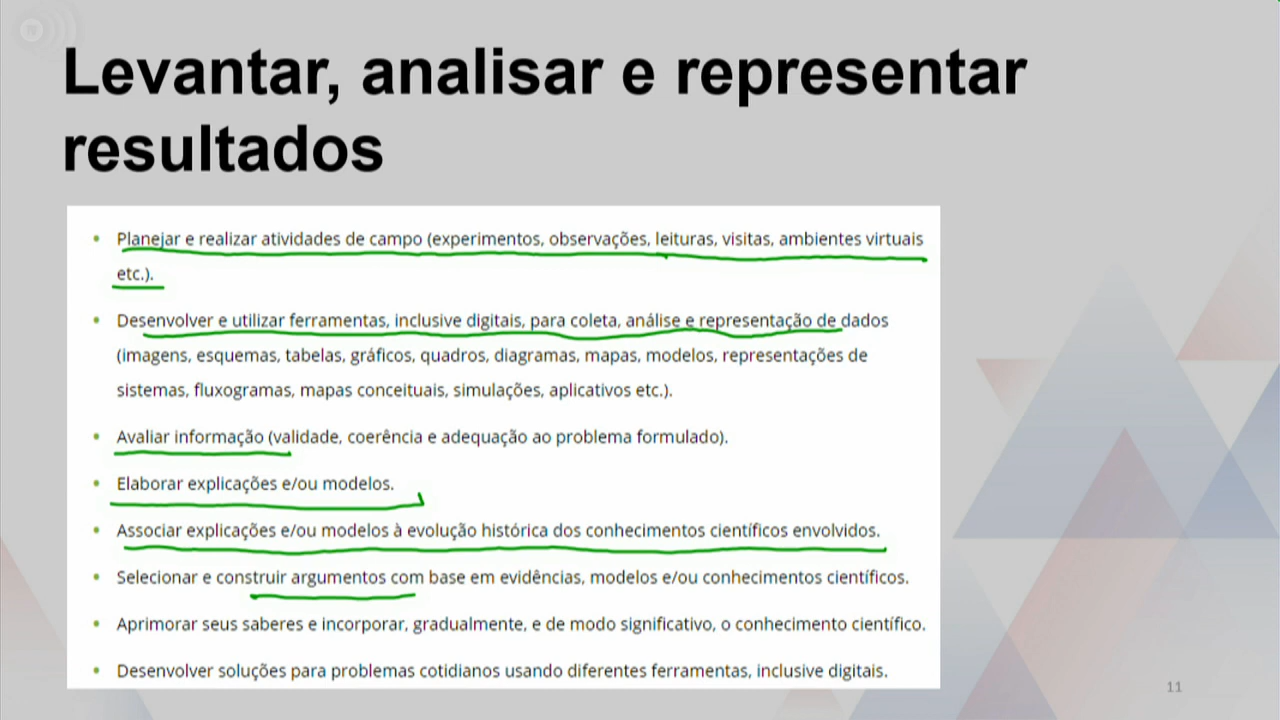 Levantar, analisar e representar
resultados
• Planejar e realizar atividades de campo (experimentos, observações, leituras, visitas, ambientes virtuais
etc.).
• Desenvolver e utilizar ferramentas, inclusive digitais, para coleta, análise e representação de dados
(imagens, esquemas, tabelas, gráficos, quadros, diagramas, mapas, modelos, representações de
sistemas, fluxogramas, mapas conceituais, simulações, aplicativos etc.).
• Avaliar informação (validade, coerência e adequação ao problema formulado).
• Elaborar explicações e/ou modelos.
• Associar explicações e/ou modelos à evolução histórica dos conhecimentos científicos envolvidos.
• Selecionar e construir argumentos com base em evidências, modelos e/ou conhecimentos científicos.
• Aprimorar seus saberes e incorporar, gradualmente, e de modo significativo, o conhecimento científico.
• Desenvolver soluções para problemas cotidianos usando diferentes ferramentas, inclusive digitais.
11